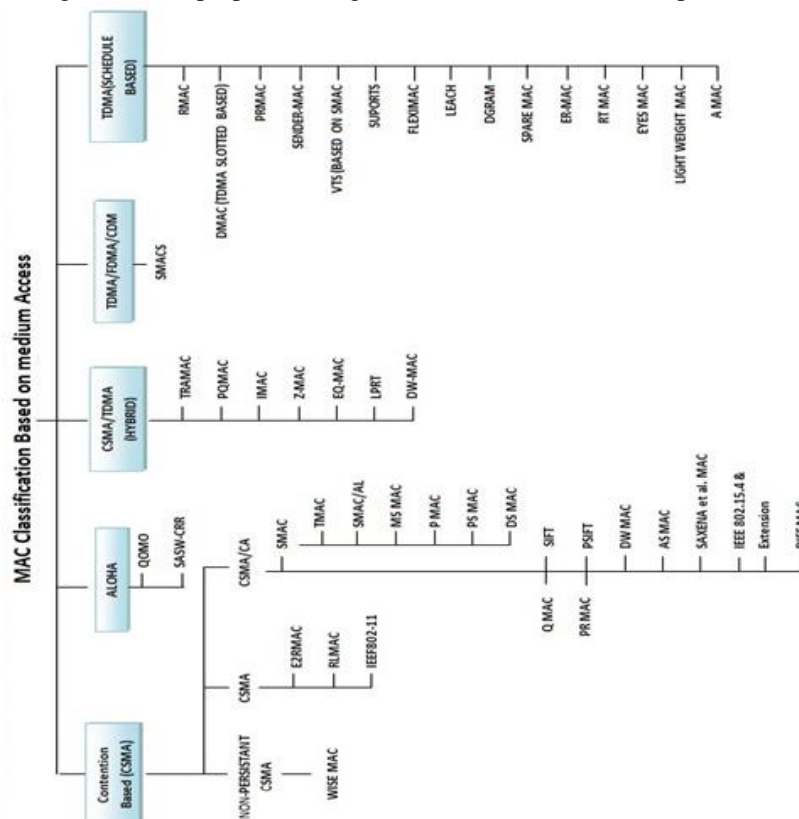 MAC Classification Based on medium Access
Contention
Based (CSMA)
NON-PERSISTANT
CSMA
WISE MAC
CSMA
E2RMAC
RLMAC
IEEF802-11
CSMA/CA
SMAC
TMAC
SMAC/AL
MS MAC
P MAC
PS MAC
DS MAC
SIFT
Q MAC
PSIFT
PR MAC
DW MAC
AS MAC
SAXENA et al. MAC
IEEE 802.15.4 &
Extension
ALOHA
QOMO
SASW-CRR
CSMA/TDMA
(HYBRID)
TRAMAC
PQMAC
IMAC
Z-MAC
EQ-MAC
LPRT
DW-MAC
TDMA/FDMA/CDM
SMACS
TDMA(SCHEDULE
BASED)
RMAC
DMAC (TDMA SLOTTED BASED)
PRMAC
SENDER-MAC
VTS (BASED ON SMAC
SUPORTS
FLEXIMAC
LEACH
DGRAM
SPARE MAC
ER-MAC
RT MAC
EYES MAC
LIGHT WEIGHT MAC
A MAC